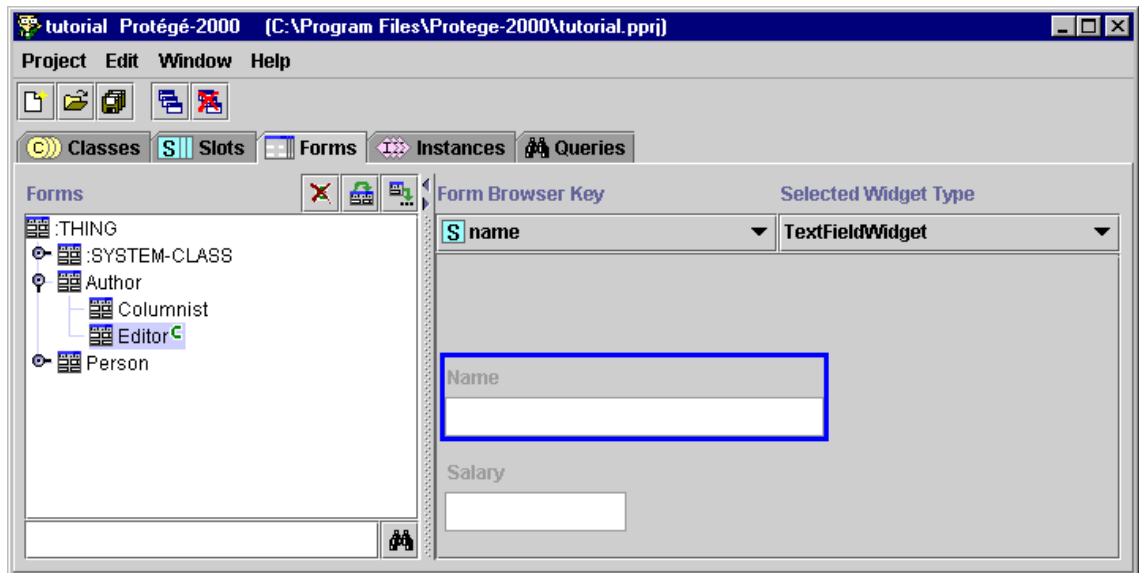 tutorial Protégé-2000 (C:\Program Files\Protege-2000\tutorial.pprj)
Project Edit Window Help
C Classes S Slots Forms I Instances Queries
Forms
:THING
:SYSTEM-CLASS
Author
Columnist
Editor C
Person
Form Browser Key Selected Widget Type
S name TextFieldWidget
Name
Salary